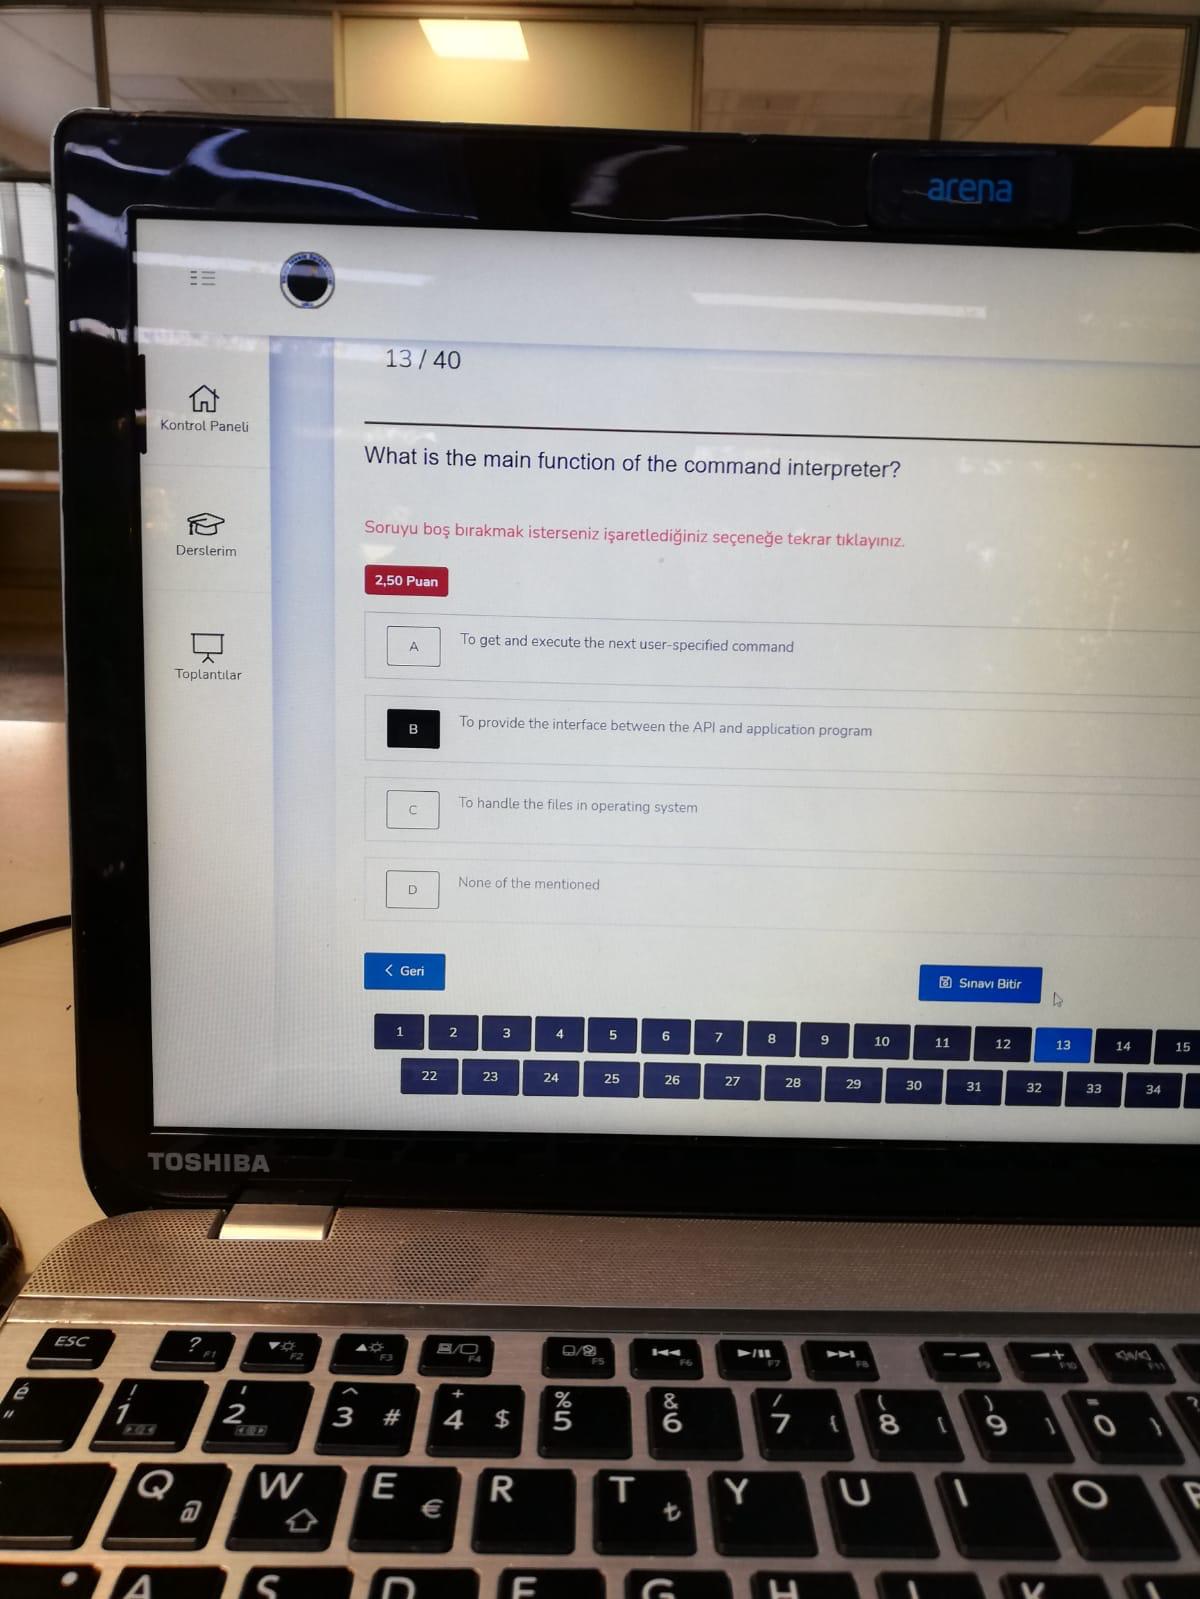 arena
13 / 40
Kontrol Paneli
Derslerim
Toplantılar
What is the main function of the command interpreter?
Soruyu boş bırakmak isterseniz işaretlediğiniz seçeneğe tekrar tıklayınız.
2,50 Puan
A To get and execute the next user-specified command
B To provide the interface between the API and application program
C To handle the files in operating system
D None of the mentioned
< Geri
Sınavı Bitir
1 2 3 4 5 6 7 8 9 10 11 12 13 14 15
22 23 24 25 26 27 28 29 30 31 32 33 34
TOSHIBA
ESC ? F1 F2 F3 F4 F5 F6 F7 F8 F9 F10 F11
é " ! 1 ' 2 ^ 3 # + 4 $ % 5 & 6 / 7 { ( 8 [ ) 9 ] = 0 }
Q @ W E € R T ₺ Y U I O P
A S D F G H J K L